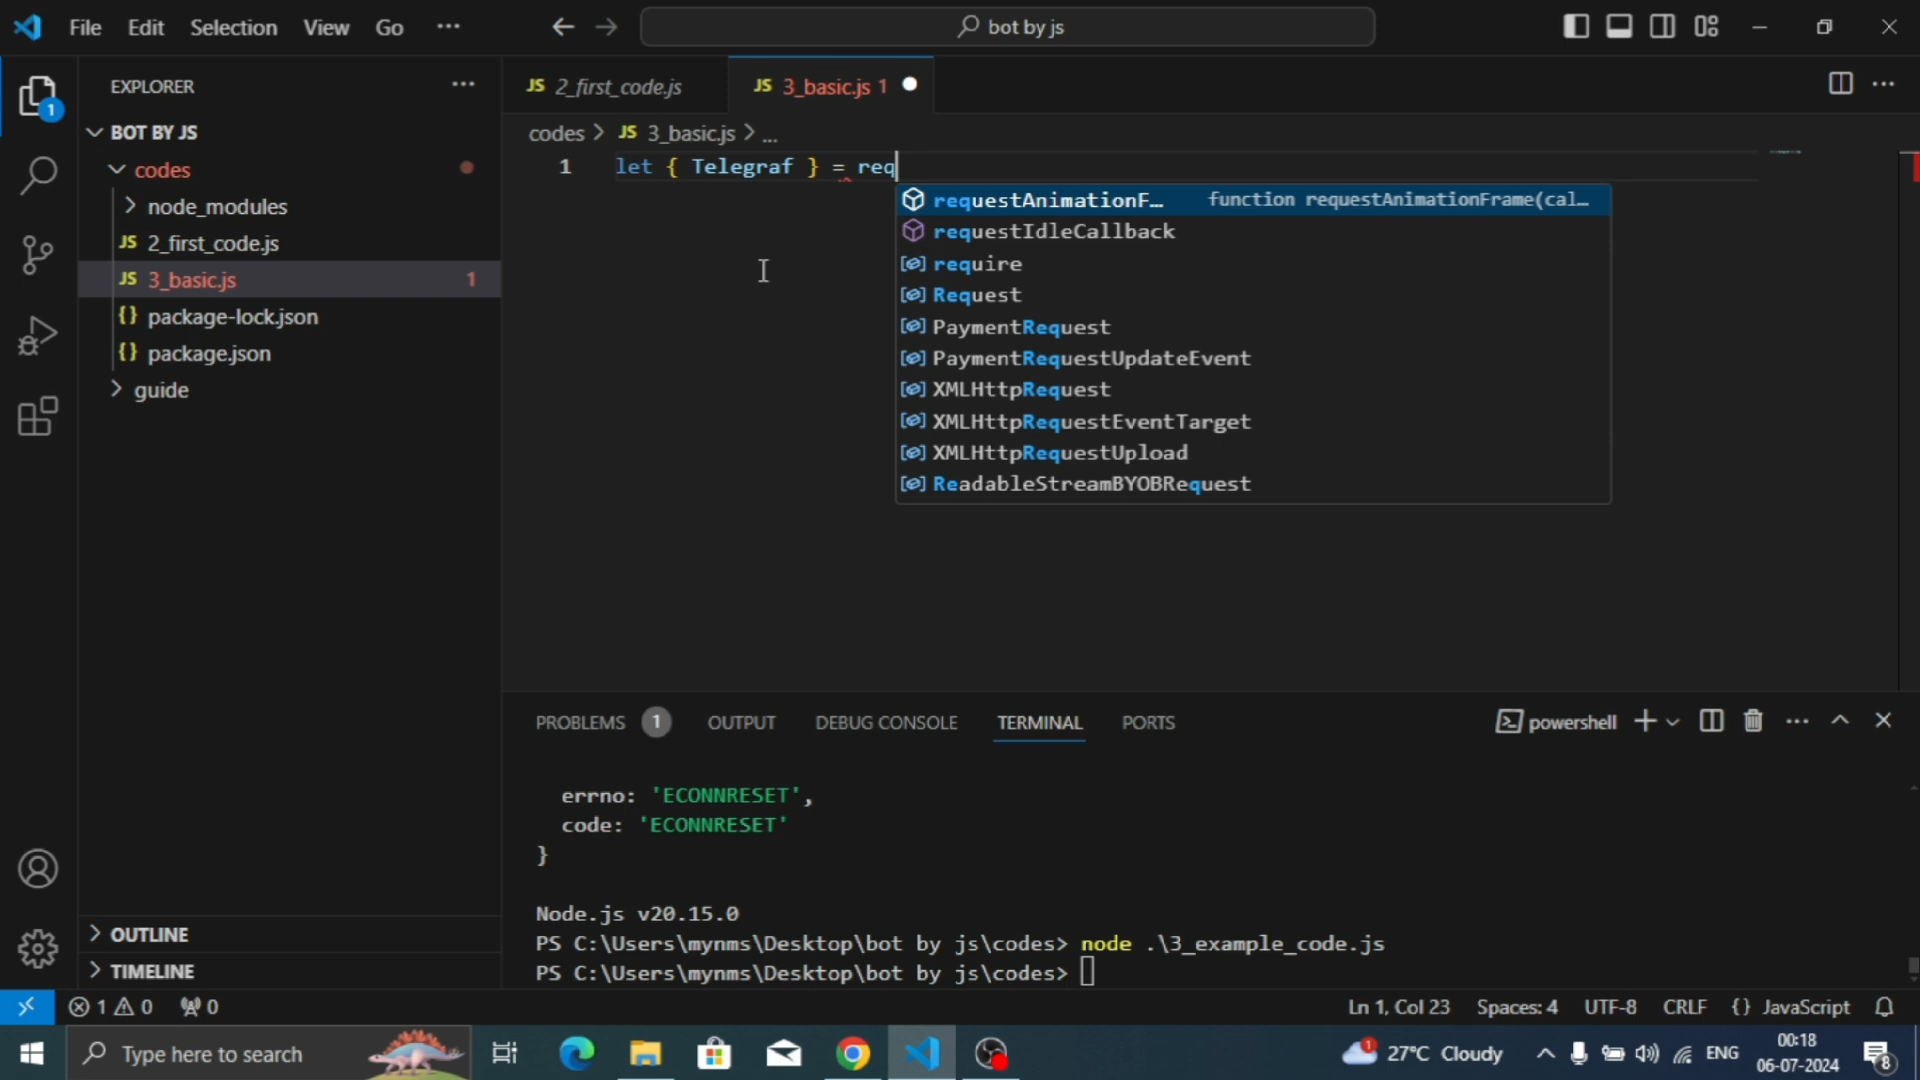 File Edit Selection View Go ···
bot by js
EXPLORER ···
BOT BY JS
codes
node_modules
JS 2_first_code.js
JS 3_basic.js 1
{} package-lock.json
{} package.json
guide
OUTLINE
TIMELINE
1
JS 2_first_code.js
JS 3_basic.js 1
···
codes > JS 3_basic.js > ...
1 let { Telegraf } = req
requestAnimationF… function requestAnimationFrame(cal…
requestIdleCallback
require
Request
PaymentRequest
PaymentRequestUpdateEvent
XMLHttpRequest
XMLHttpRequestEventTarget
XMLHttpRequestUpload
ReadableStreamBYOBRequest
PROBLEMS 1 OUTPUT DEBUG CONSOLE TERMINAL PORTS
powershell
errno: 'ECONNRESET',
code: 'ECONNRESET'
}
Node.js v20.15.0
PS C:\Users\mynms\Desktop\bot by js\codes> node .\3_example_code.js
PS C:\Users\mynms\Desktop\bot by js\codes>
1 0 0
Ln 1, Col 23 Spaces: 4 UTF-8 CRLF {} JavaScript
Type here to search
1 27°C Cloudy
ENG
00:18
06-07-2024
8